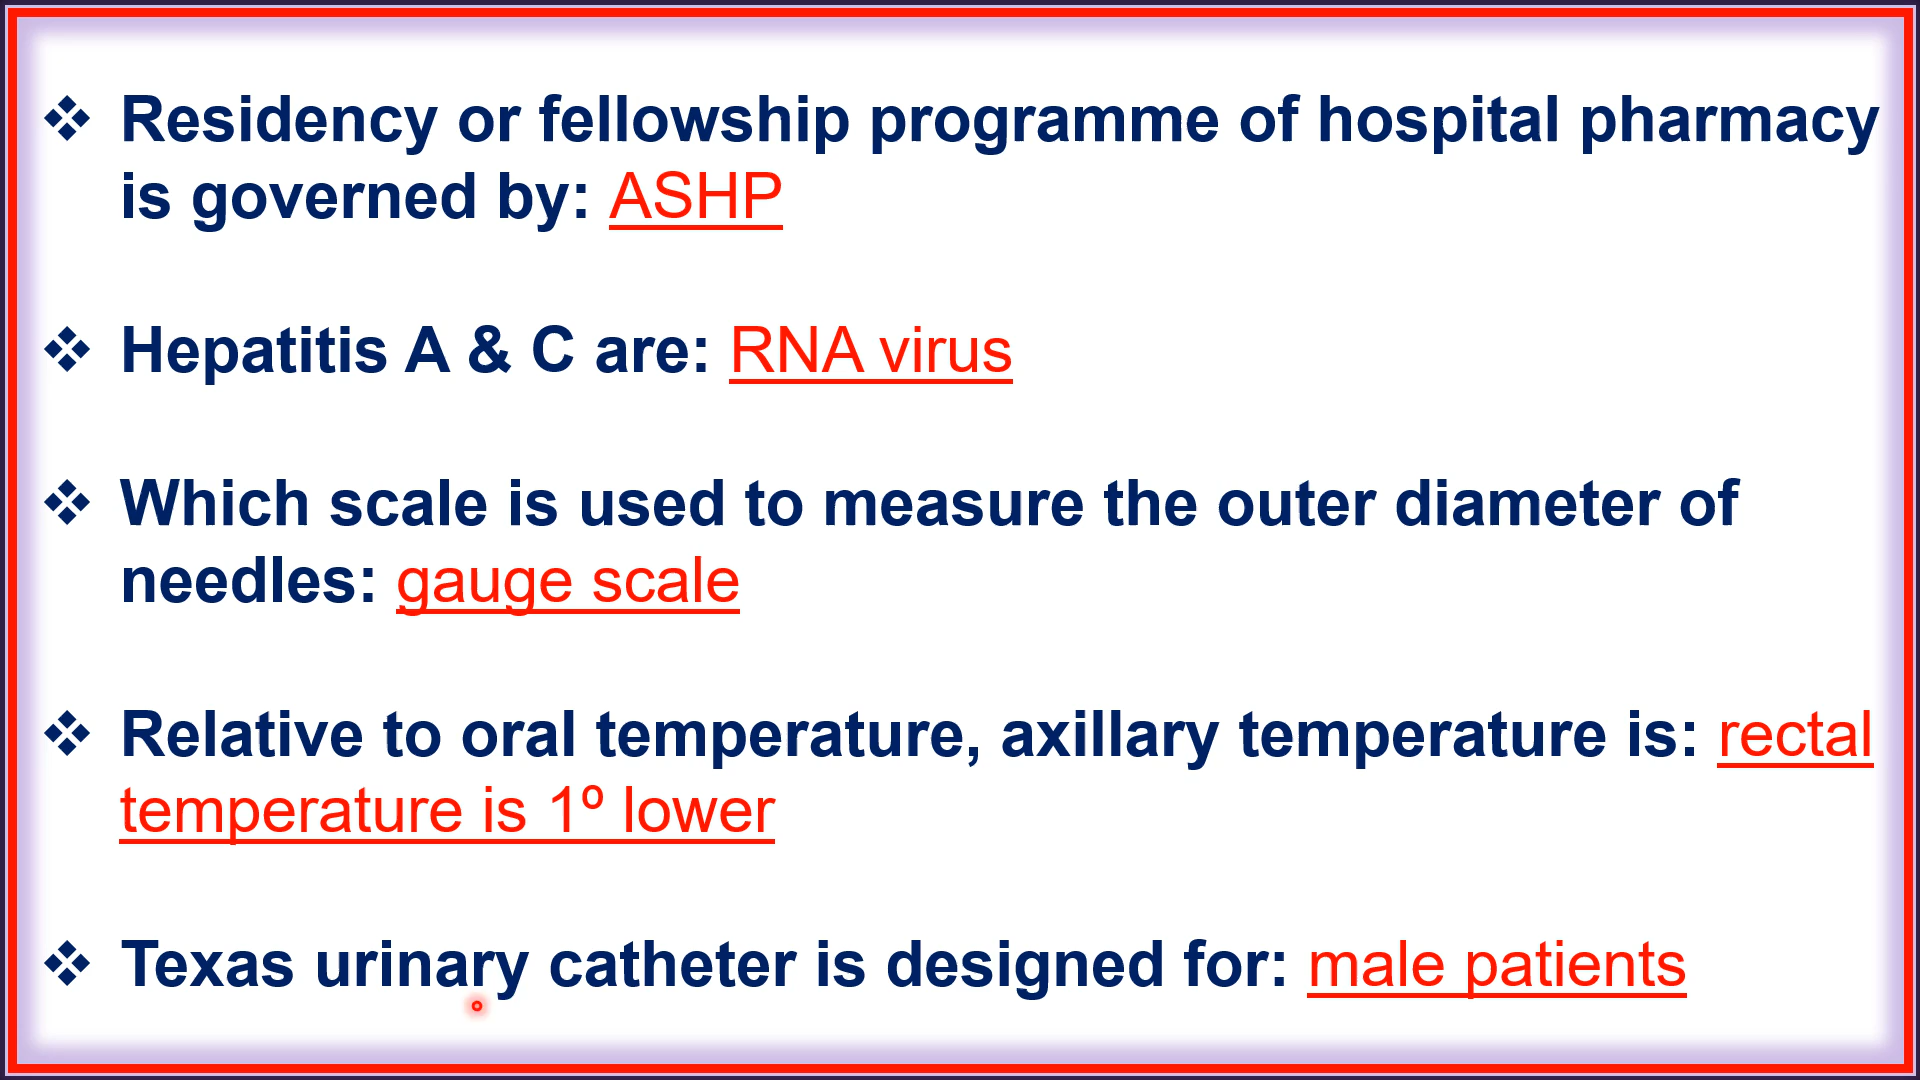 ❖ Residency or fellowship programme of hospital pharmacy
is governed by: ASHP
❖ Hepatitis A & C are: RNA virus
❖ Which scale is used to measure the outer diameter of
needles: gauge scale
❖ Relative to oral temperature, axillary temperature is: rectal
temperature is 1º lower
❖ Texas urinary catheter is designed for: male patients